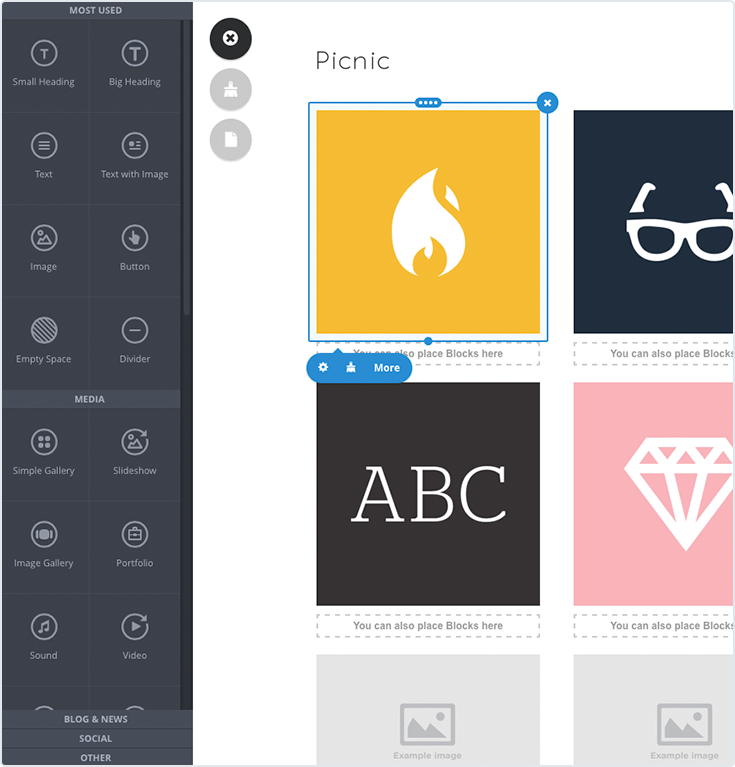 MOST USED
Small Heading
Big Heading
Text
Text with Image
Image
Button
Empty Space
Divider
MEDIA
Simple Gallery
Slideshow
Image Gallery
Portfolio
Sound
Video
BLOG & NEWS
SOCIAL
OTHER
Picnic
You can also place Blocks here
You can also place Blocks
More
ABC
You can also place Blocks here
You can also place Blocks
Example image
Example image